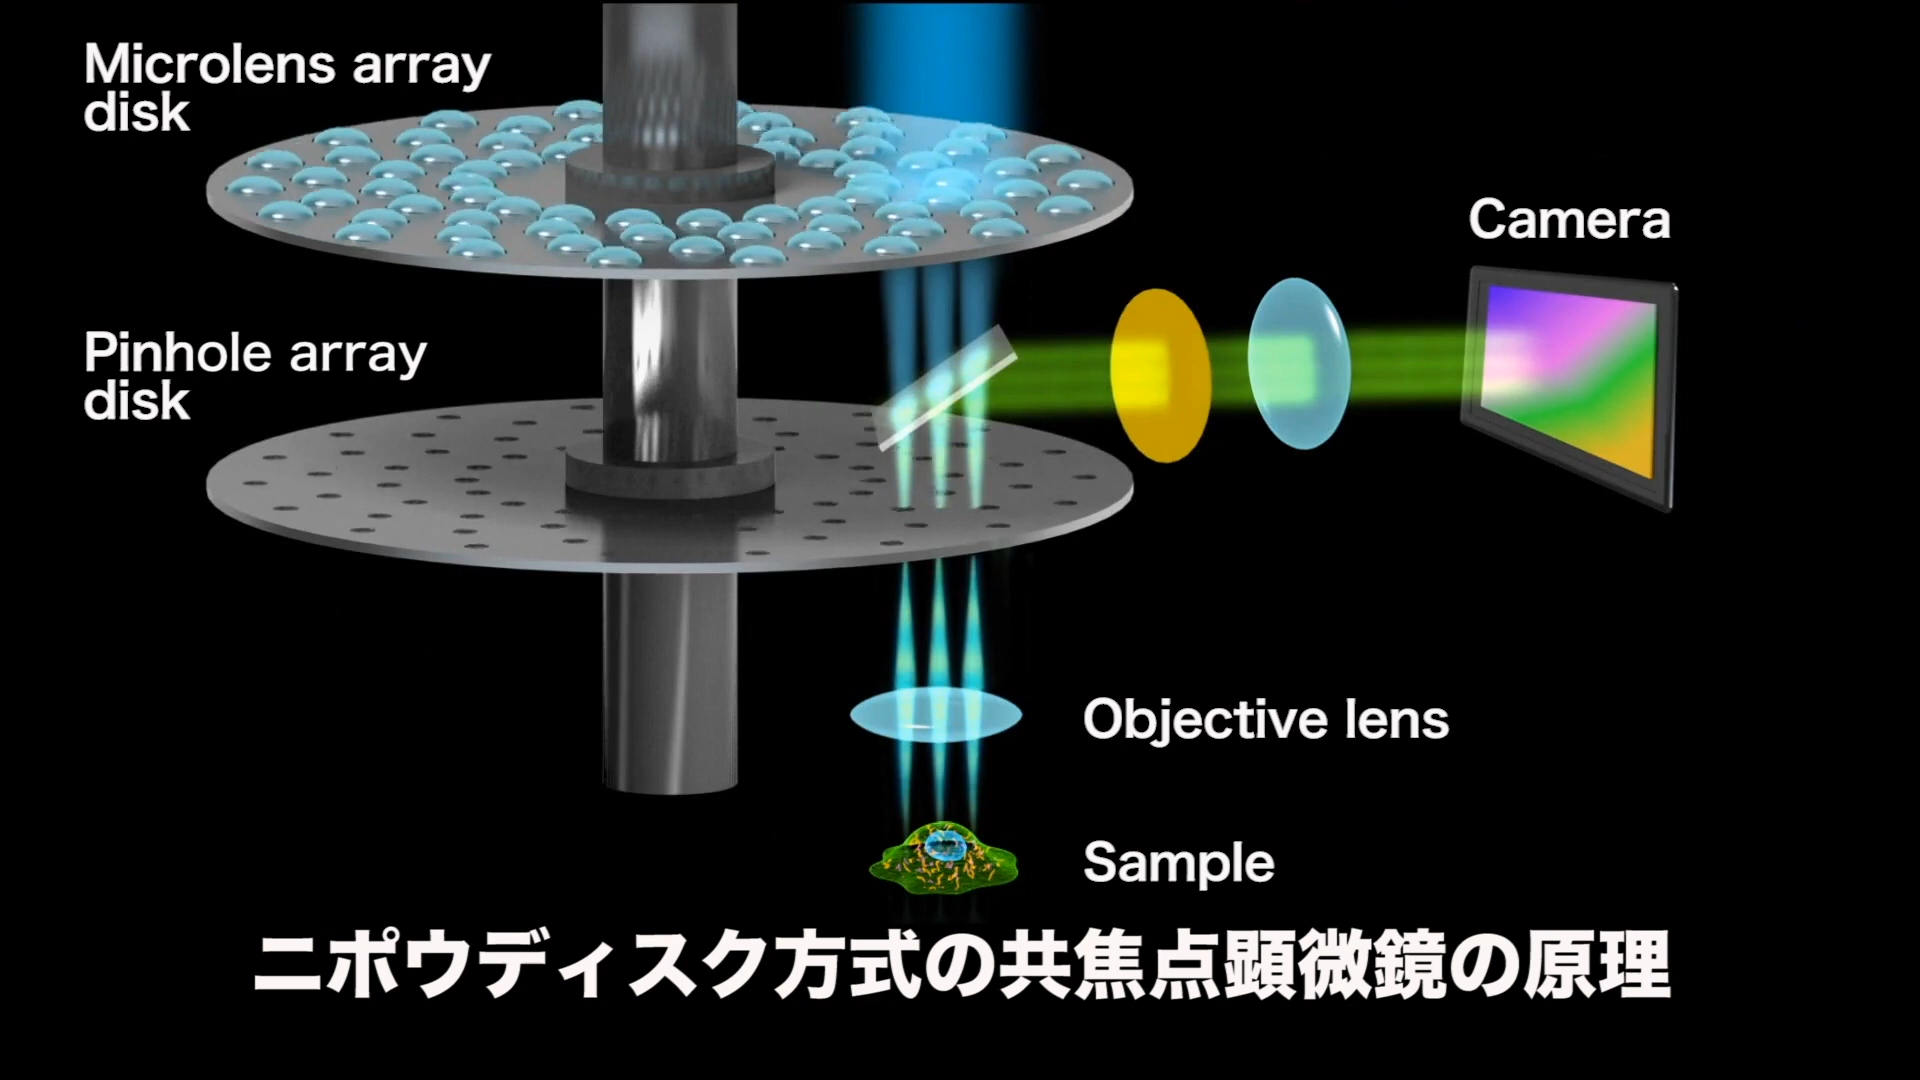 Microlens array
disk
Pinhole array
disk
Camera
Objective lens
Sample
ニポウディスク方式の共焦点顕微鏡の原理